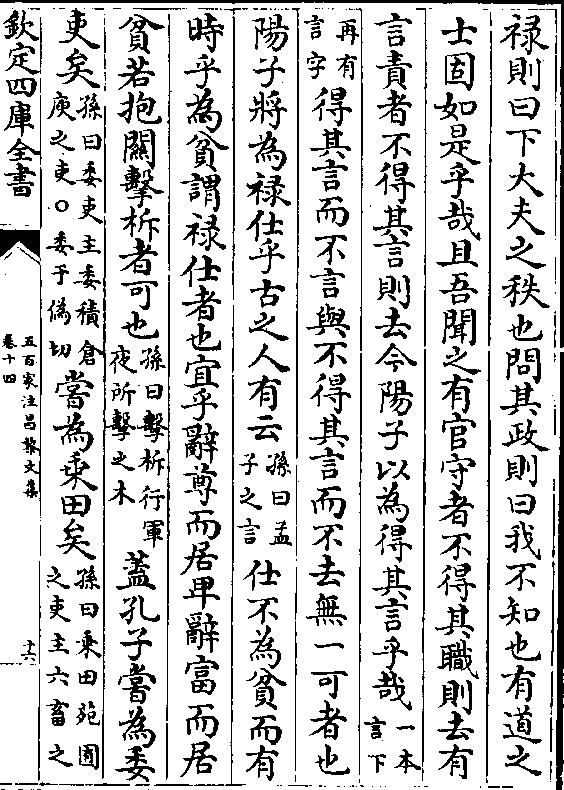 禄則曰下大夫之秩也問其政則曰我不知也有道之
士固如是乎哉且吾聞之有官守者不得其職則去有
言責者不得其言則去今陽子以為得其言乎哉一本言下
再有言字得其言而不言與不得其言而不去無一可者也
陽子將為禄仕乎古之人有云孫曰孟子之言仕不為貧而有
時乎為貧謂禄仕者也宜乎辭尊而居卑辭富而居
貧若抱關擊柝者可也孫曰擊柝行軍夜所擊之木蓋孔子嘗為委
吏矣孫曰委吏主委積倉庾之吏○委于偽切嘗為乘田矣孫曰乘田苑囿之吏主六畜之
欽定四庫全書
五百家注昌黎文集
卷十四
十六